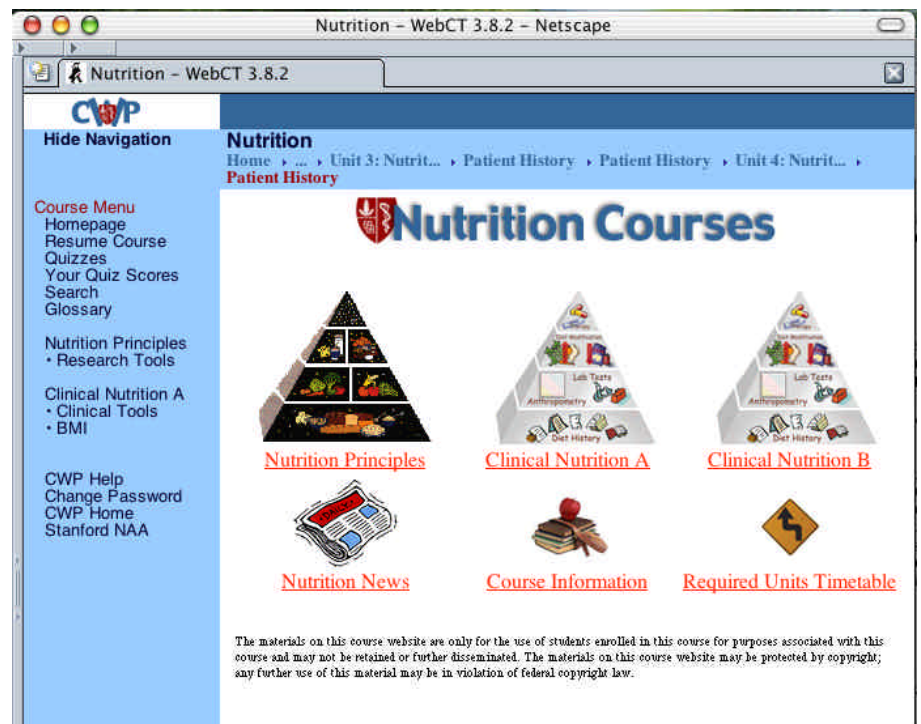 Nutrition – WebCT 3.8.2 – Netscape
Nutrition – WebCT 3.8.2
CWP
Hide Navigation
Nutrition
Home › ... › Unit 3: Nutrit... › Patient History › Patient History › Unit 4: Nutrit... ›
Patient History
Course Menu
Homepage
Resume Course
Quizzes
Your Quiz Scores
Search
Glossary
Nutrition Principles
• Research Tools
Clinical Nutrition A
• Clinical Tools
• BMI
CWP Help
Change Password
CWP Home
Stanford NAA
Nutrition Courses
Diet Modification
Lab Tests
Anthropometry
Diet History
Diet Modification
Lab Tests
Anthropometry
Diet History
Nutrition Principles
Clinical Nutrition A
Clinical Nutrition B
Nutrition News
Course Information
Required Units Timetable
The materials on this course website are only for the use of students enrolled in this course for purposes associated with this
course and may not be retained or further disseminated. The materials on this course website may be protected by copyright;
any further use of this material may be in violation of federal copyright law.